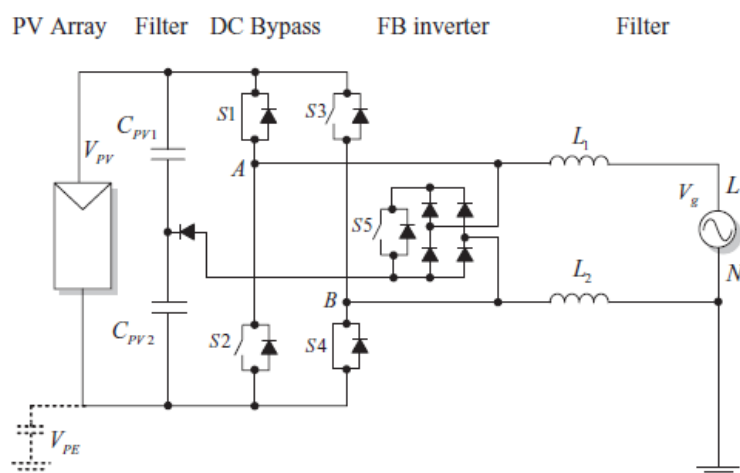 PV Array Filter DC Bypass FB inverter Filter
S1
S3
C_PV1
L_1
V_PV
A
L
V_g
S5
L_2
N
B
C_PV2
S2
S4
V_PE